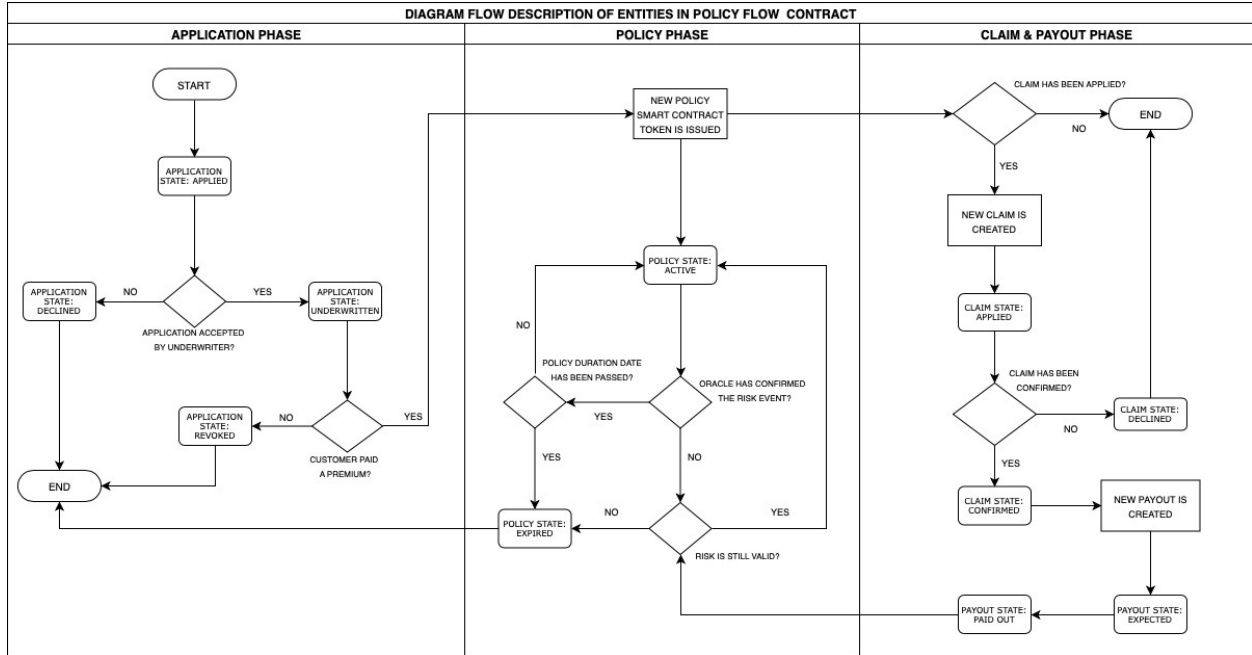 DIAGRAM FLOW DESCRIPTION OF ENTITIES IN POLICY FLOW CONTRACT
APPLICATION PHASE
POLICY PHASE
CLAIM & PAYOUT PHASE
START
APPLICATION
STATE: APPLIED
NO
YES
APPLICATION
STATE:
DECLINED
APPLICATION
STATE:
UNDERWRITTEN
APPLICATION ACCEPTED
BY UNDERWRITER?
APPLICATION
STATE:
REVOKED
NO
YES
CUSTOMER PAID
A PREMIUM?
END
NEW POLICY
SMART CONTRACT
TOKEN IS ISSUED
POLICY STATE:
ACTIVE
NO
POLICY DURATION DATE
HAS BEEN PASSED?
ORACLE HAS CONFIRMED
THE RISK EVENT?
YES
YES
NO
POLICY STATE:
EXPIRED
NO
YES
RISK IS STILL VALID?
CLAIM HAS BEEN APPLIED?
END
NO
YES
NEW CLAIM IS
CREATED
CLAIM STATE:
APPLIED
CLAIM HAS BEEN
CONFIRMED?
NO
CLAIM STATE:
DECLINED
YES
CLAIM STATE:
CONFIRMED
NEW PAYOUT IS
CREATED
PAYOUT STATE:
PAID OUT
PAYOUT STATE:
EXPECTED